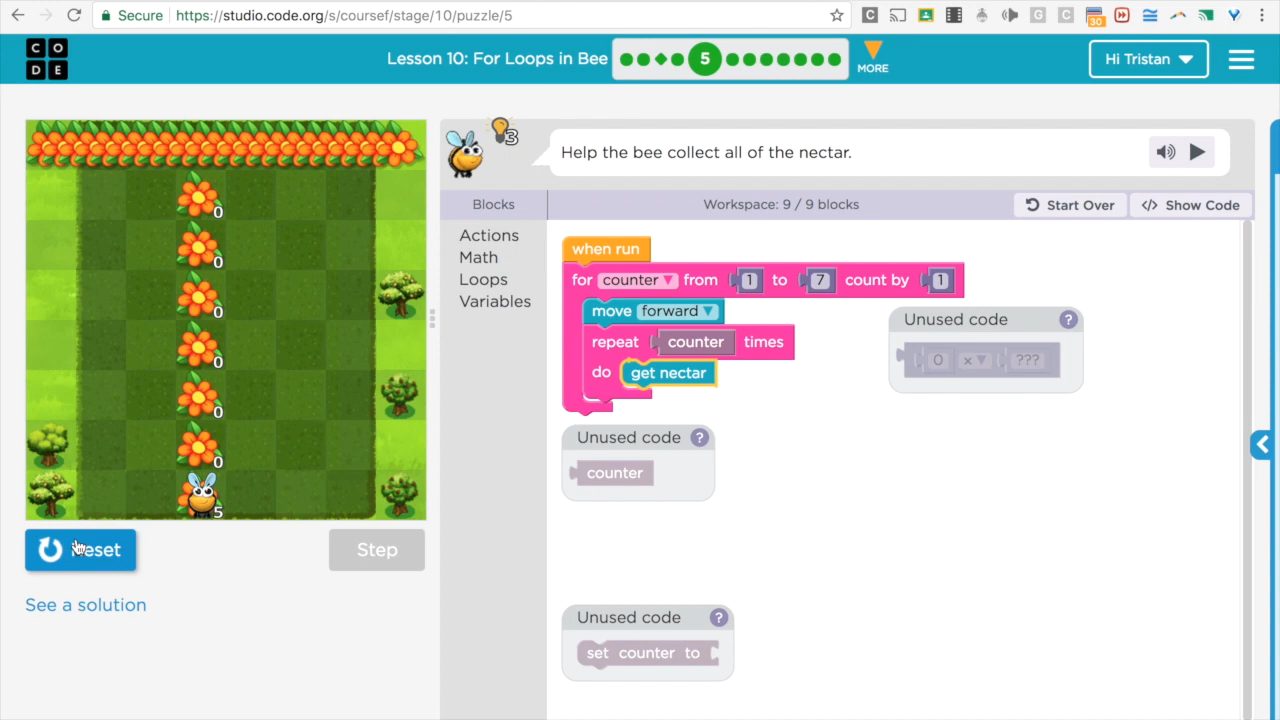 Secure
https://studio.code.org/s/coursef/stage/10/puzzle/5
30
C O
D E
Lesson 10: For Loops in Bee
5
MORE
Hi Tristan
3
Help the bee collect all of the nectar.
Blocks
Workspace: 9 / 9 blocks
Start Over
</> Show Code
Actions
Math
Loops
Variables
when run
for counter from 1 to 7 count by 1
move forward
repeat counter times
do get nectar
Unused code ?
0 × ???
Unused code ?
counter
Unused code ?
set counter to
0
0
0
0
0
0
5
Reset
Step
See a solution